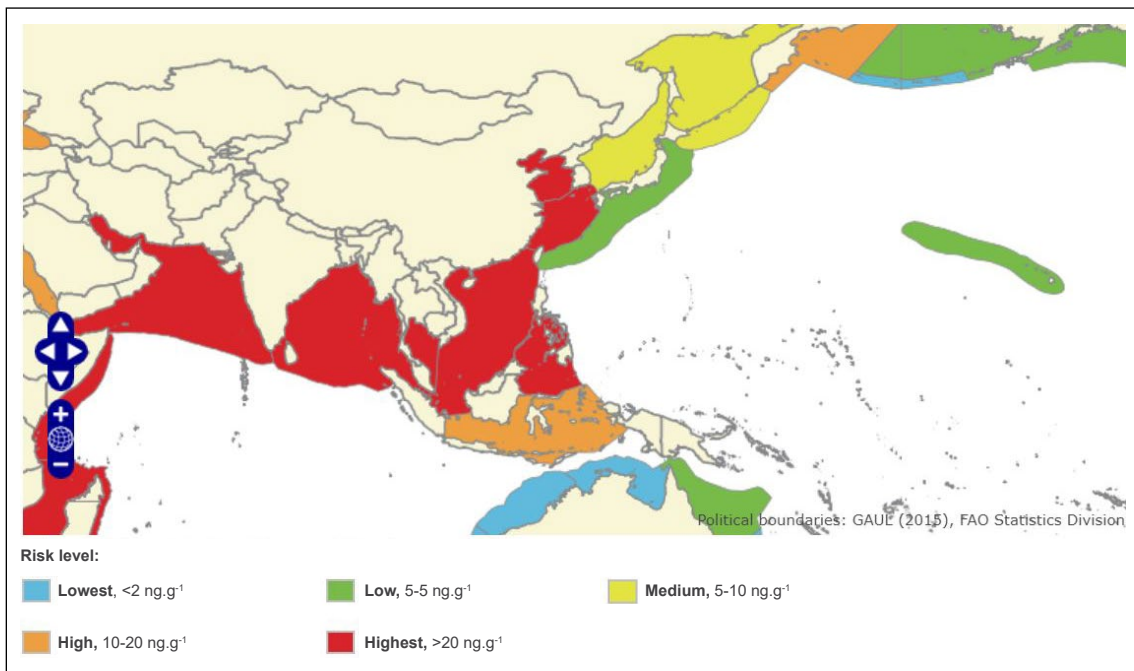 Political boundaries: GAUL (2015), FAO Statistics Division
Risk level:
Lowest, <2 ng.g⁻¹
Low, 5-5 ng.g⁻¹
Medium, 5-10 ng.g⁻¹
High, 10-20 ng.g⁻¹
Highest, >20 ng.g⁻¹